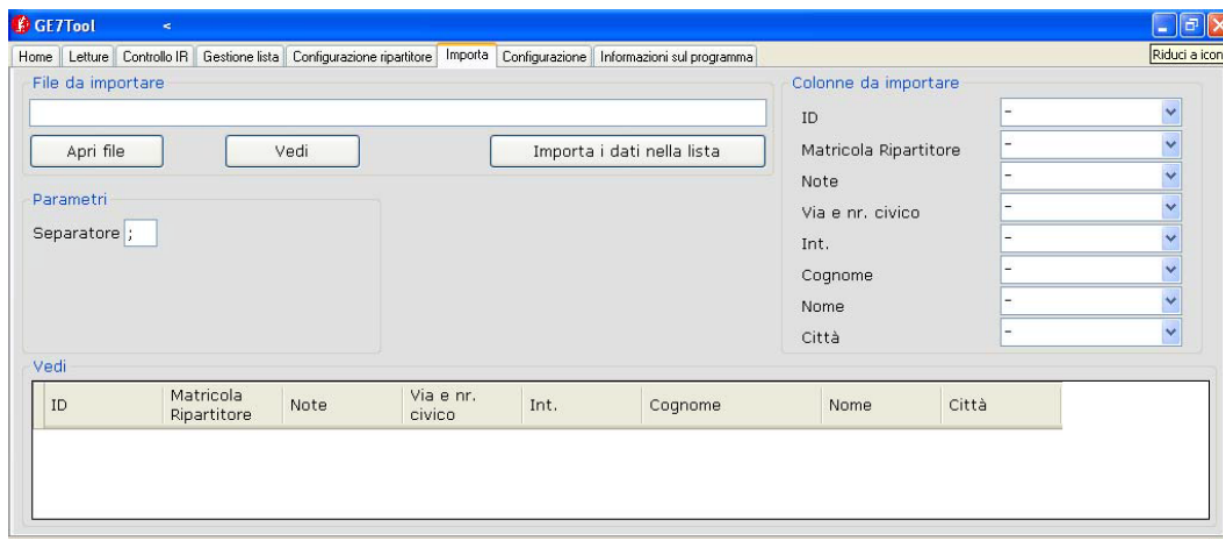 GE7Tool <
Home Letture Controllo IR Gestione lista Configurazione ripartitore Importa Configurazione Informazioni sul programma
Riduci a icon
File da importare
Apri file Vedi Importa i dati nella lista
Parametri
Separatore ;
Colonne da importare
ID -
Matricola Ripartitore -
Note -
Via e nr. civico -
Int. -
Cognome -
Nome -
Città -
Vedi
ID Matricola Ripartitore Note Via e nr. civico Int. Cognome Nome Città